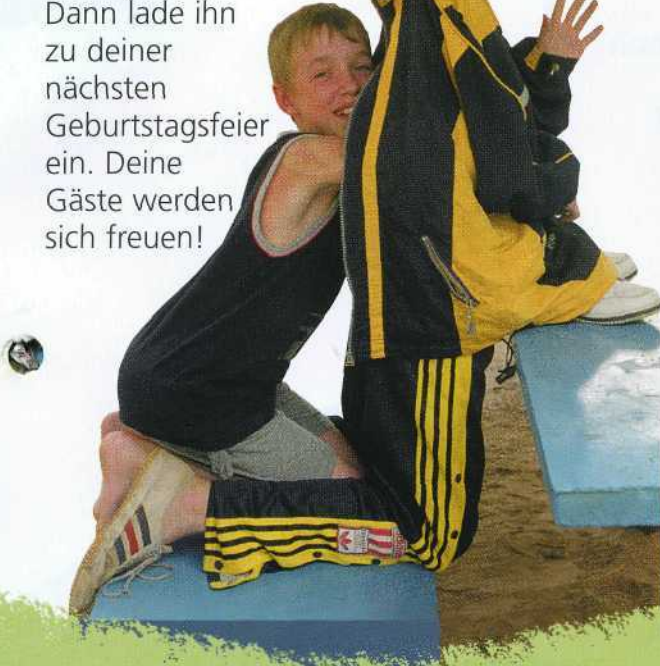 Dann lade ihn
zu deiner
nächsten
Geburtstagsfeier
ein. Deine
Gäste werden
sich freuen!